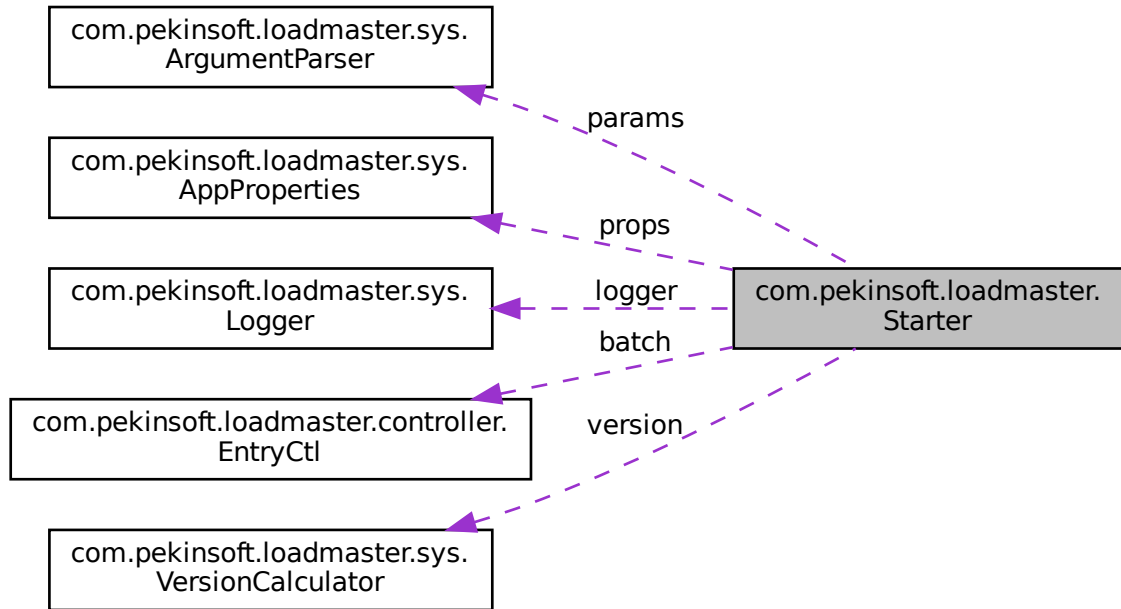 com.pekinsoft.loadmaster.sys.
ArgumentParser
params
com.pekinsoft.loadmaster.sys.
AppProperties
props
com.pekinsoft.loadmaster.sys.
Logger
logger
com.pekinsoft.loadmaster.
Starter
batch
com.pekinsoft.loadmaster.controller.
EntryCtl
version
com.pekinsoft.loadmaster.sys.
VersionCalculator